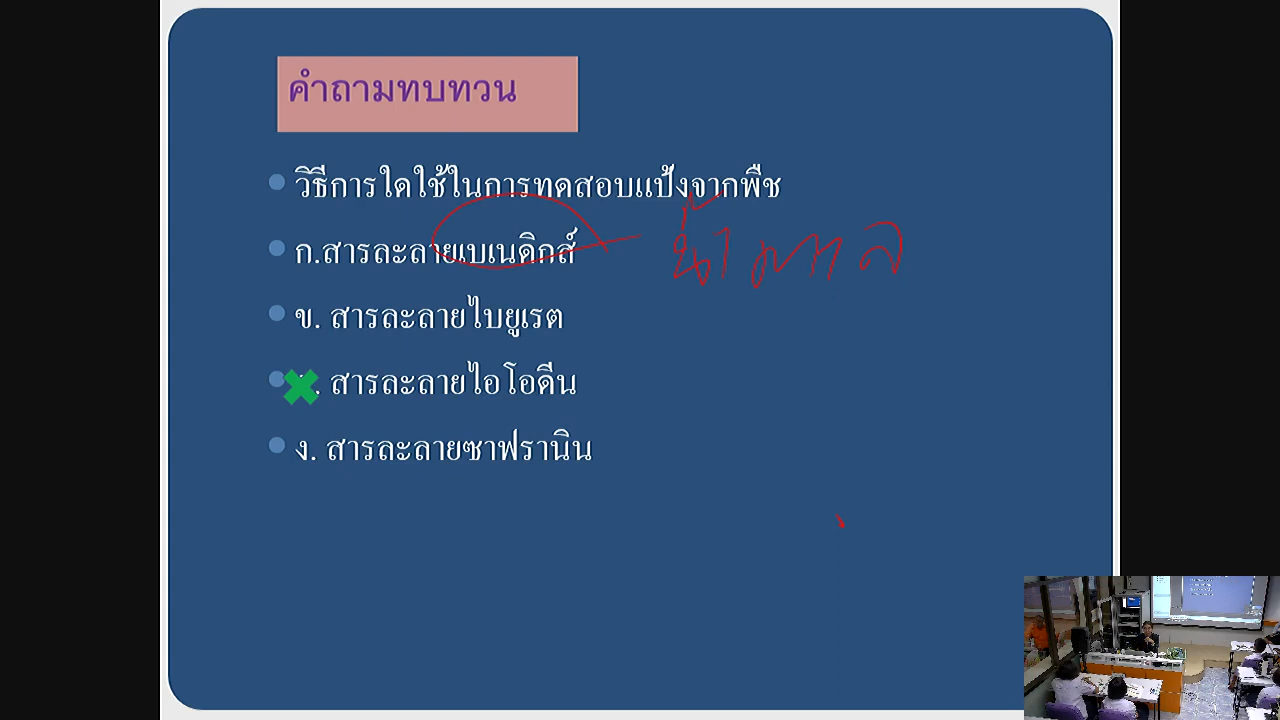 คำถามทบทวน
วิธีการใดใช้ในการทดสอบแป้งจากพืช
ก.สารละลายเบเนดิกส์
น้ำตาล
ข. สารละลายไบยูเรต
. สารละลายไอโอดีน
ง. สารละลายซาฟรานิน